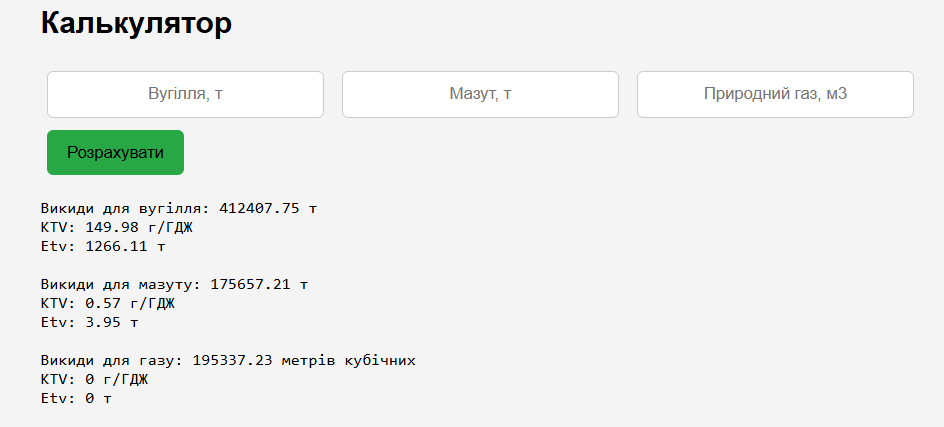 Калькулятор
Вугілля, т
Мазут, т
Природний газ, м3
Розрахувати
Викиди для вугілля: 412407.75 т
KTV: 149.98 г/ГДЖ
Etv: 1266.11 т
Викиди для мазуту: 175657.21 т
KTV: 0.57 г/ГДЖ
Etv: 3.95 т
Викиди для газу: 195337.23 метрів кубічних
KTV: 0 г/ГДЖ
Etv: 0 т